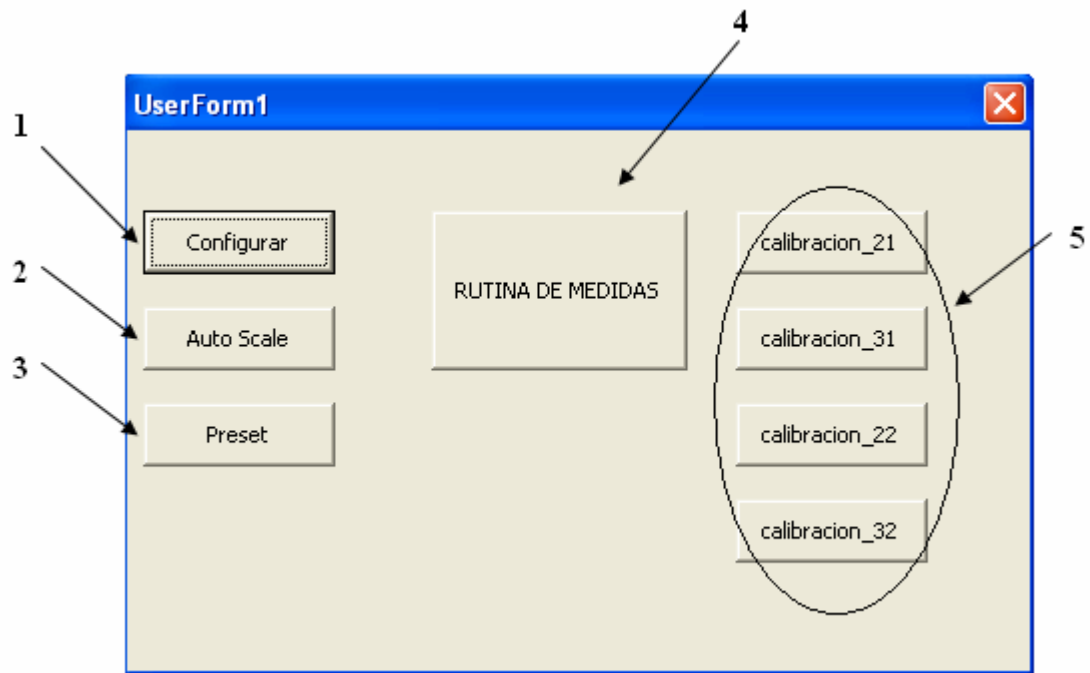 4
UserForm1
1
Configurar
RUTINA DE MEDIDAS
calibracion_21
5
2
Auto Scale
calibracion_31
3
Preset
calibracion_22
calibracion_32